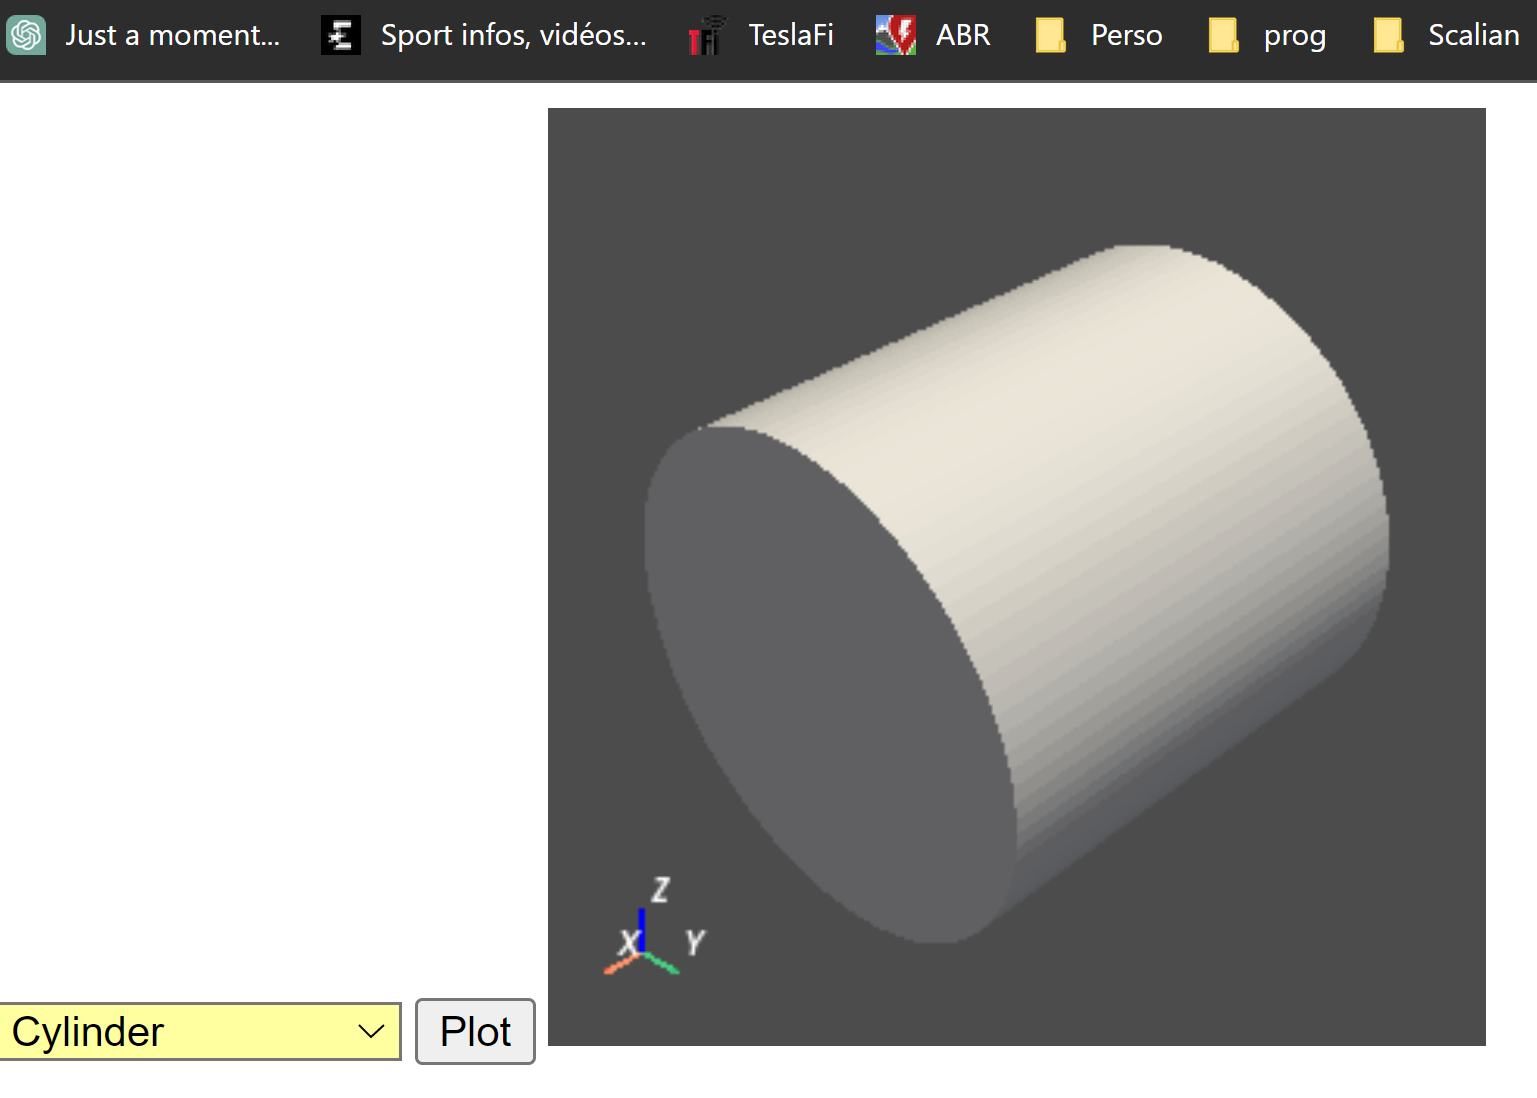 Just a moment... Sport infos, vidéos... TeslaFi ABR Perso prog Scalian
Z
X Y
Cylinder Plot